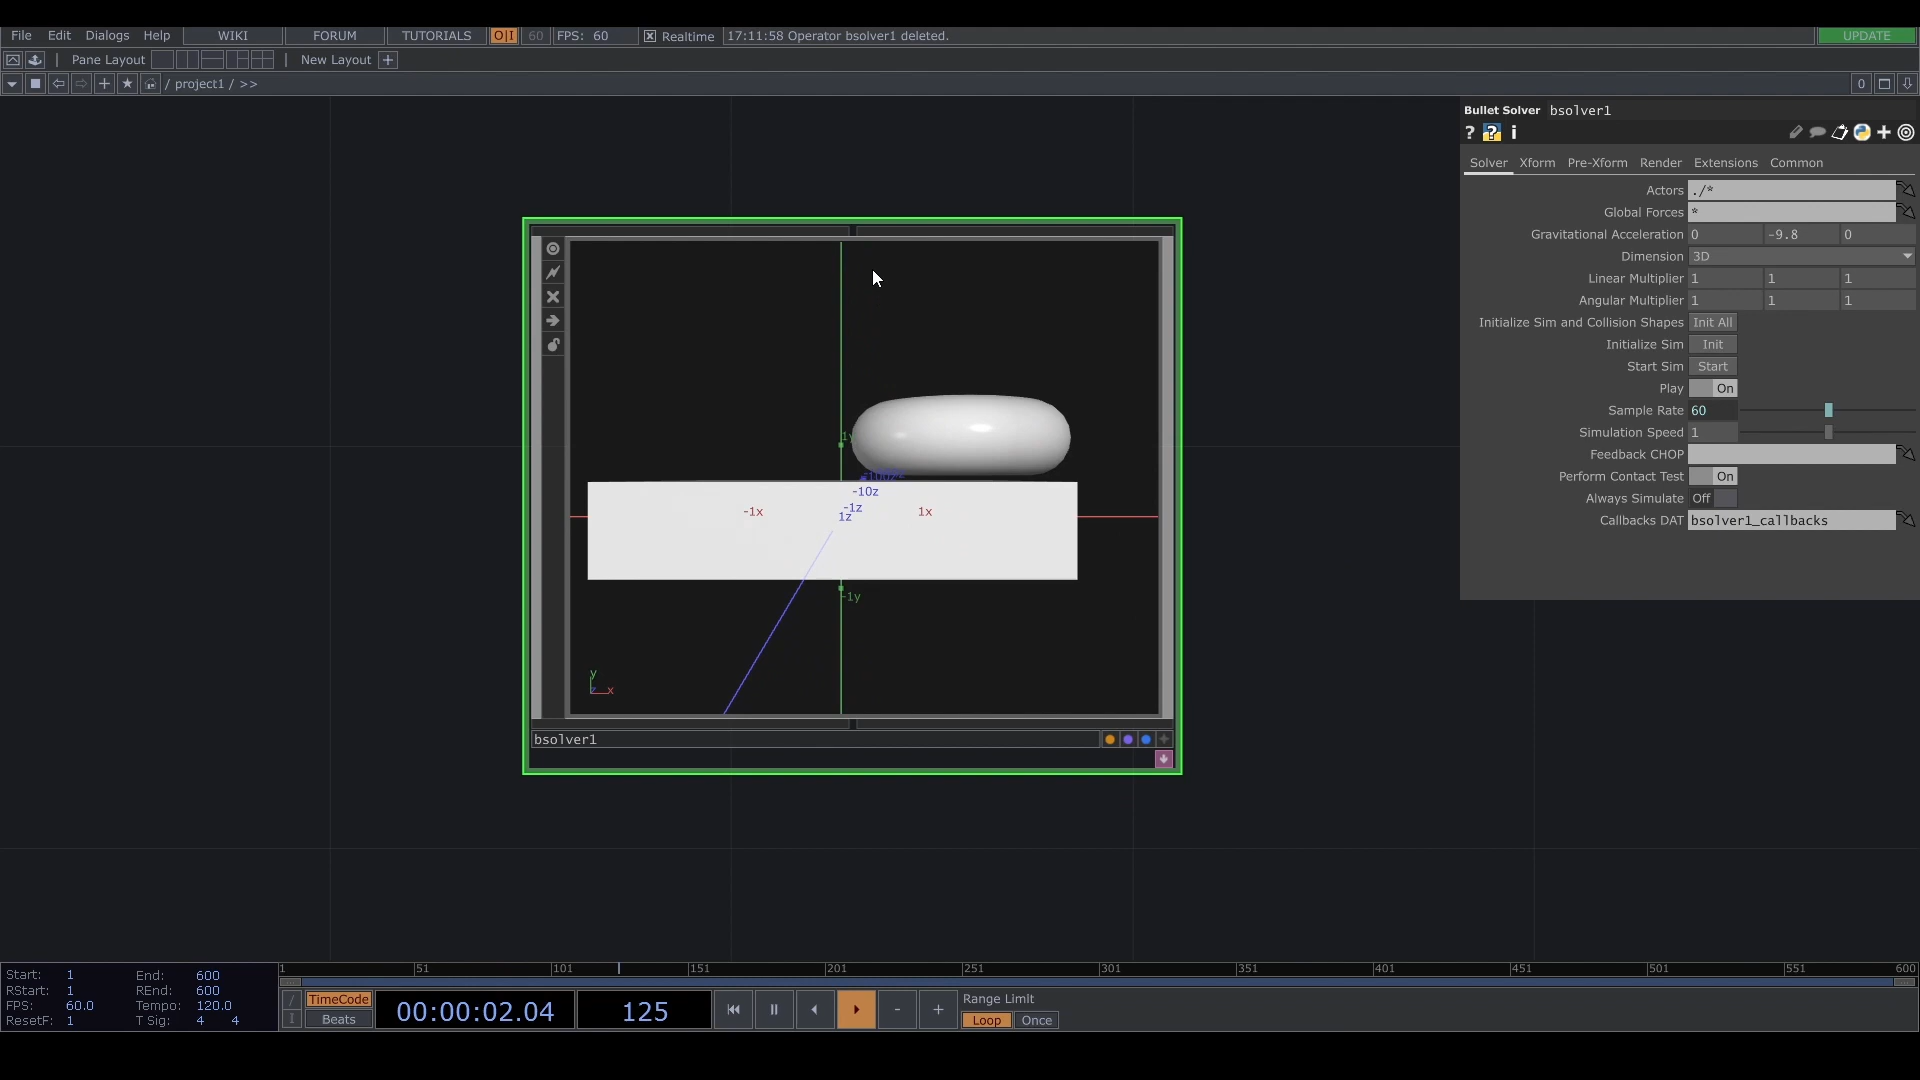 File Edit Dialogs Help WIKI FORUM TUTORIALS O|I 60 FPS: 60 Realtime 17:11:58 Operator bsolver1 deleted. UPDATE
Pane Layout | New Layout +
/ project1 / >> 0
Bullet Solver bsolver1
? ? i
Solver Xform Pre-Xform Render Extensions Common
Actors ./*
Global Forces *
Gravitational Acceleration 0 -9.8 0
Dimension 3D
Linear Multiplier 1 1 1
Angular Multiplier 1 1 1
Initialize Sim and Collision Shapes Init All
Initialize Sim Init
Start Sim Start
Play On
Sample Rate 60
Simulation Speed 1
Feedback CHOP
Perform Contact Test On
Always Simulate Off
Callbacks DAT bsolver1_callbacks
1y
-10z
-1x -1z 1x
1z
-1y
y
z x
bsolver1
1 51 101 151 201 251 301 351 401 451 501 551 600
Start: 1 End: 600
RStart: 1 REnd: 600
FPS: 60.0 Tempo: 120.0
ResetF: 1 T Sig: 4 4
TimeCode
Beats
00:00:02.04 125
- +
Range Limit
Loop Once